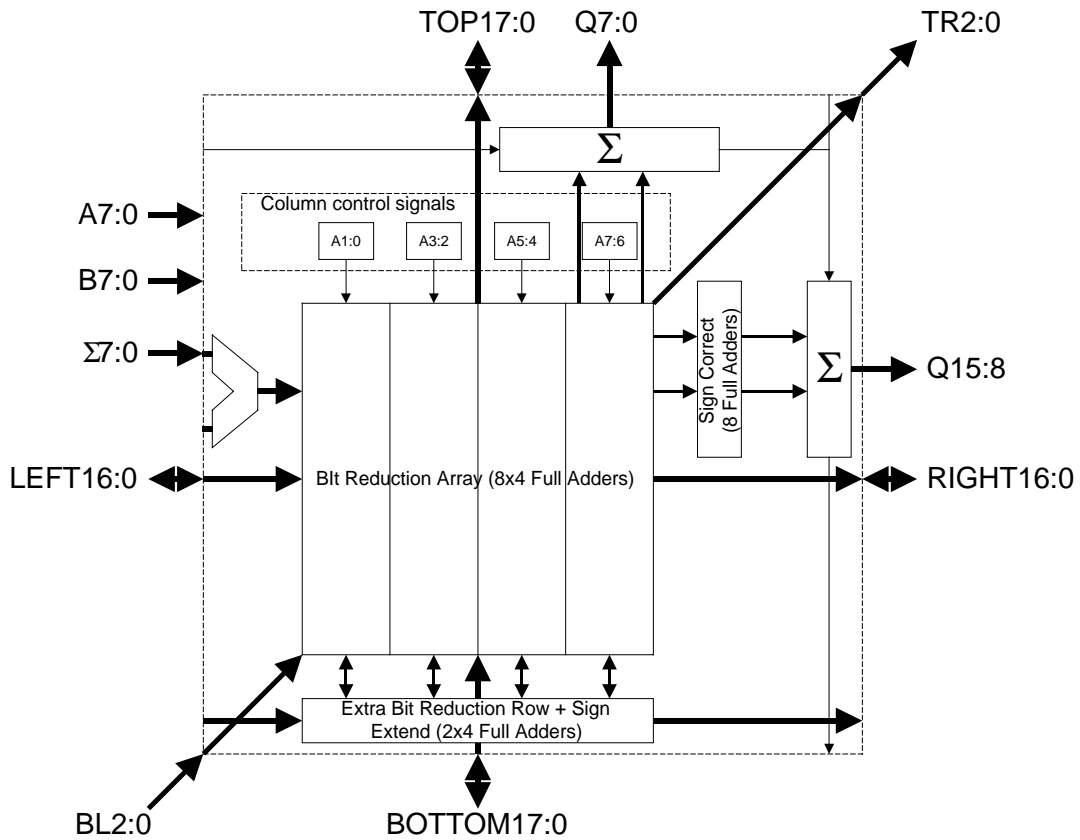 TOP17:0
Q7:0
TR2:0
Σ
Column control signals
A7:0
A1:0
A3:2
A5:4
A7:6
B7:0
Σ7:0
Sign Correct
(8 Full Adders)
Σ
Q15:8
LEFT16:0
BIt Reduction Array (8x4 Full Adders)
RIGHT16:0
Extra Bit Reduction Row + Sign
Extend (2x4 Full Adders)
BL2:0
BOTTOM17:0